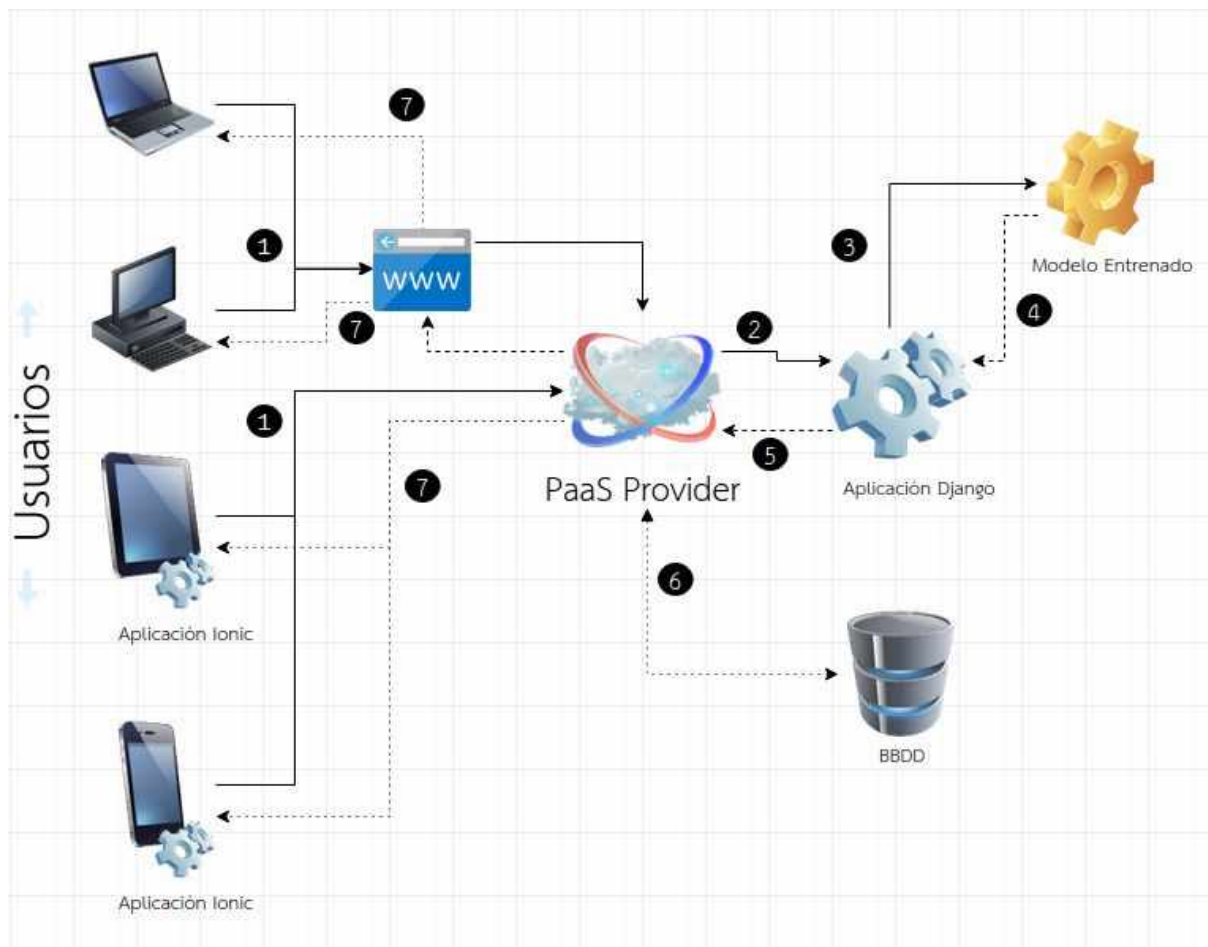 7
1
WWW
3
Modelo Entrenado
7
2
4
Usuarios
1
5
PaaS Provider
Aplicación Django
7
6
Aplicación Ionic
BBDD
Aplicación Ionic